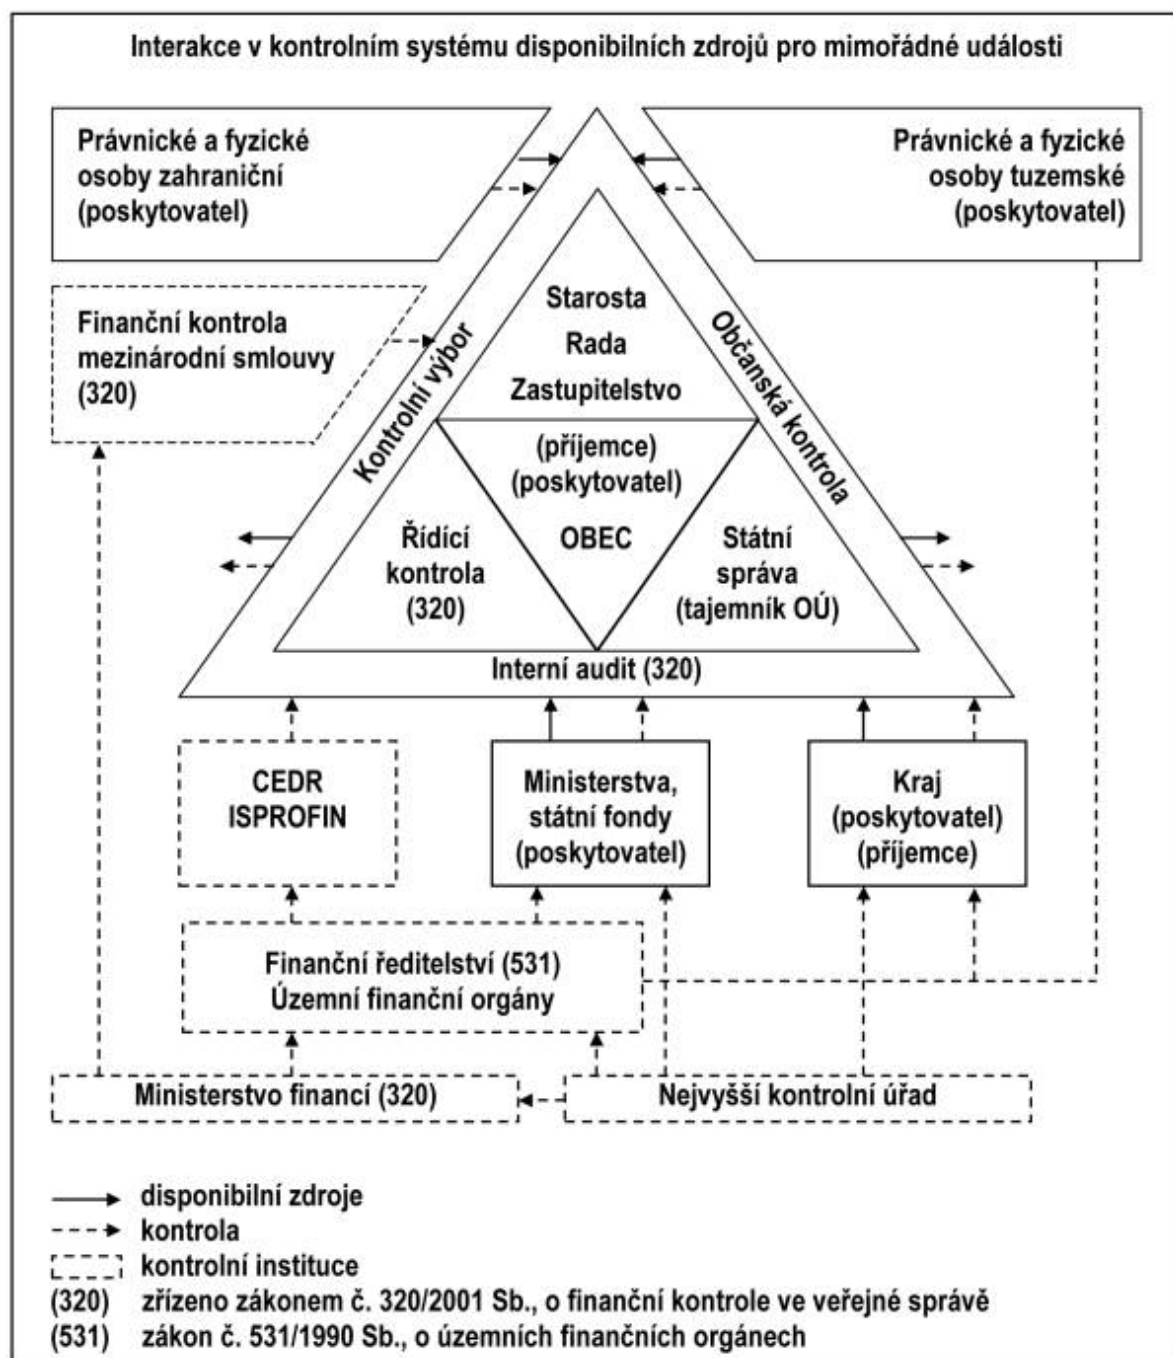 Interakce v kontrolním systému disponibilních zdrojů pro mimořádné události
Právnické a fyzické
osoby zahraniční
(poskytovatel)
Právnické a fyzické
osoby tuzemské
(poskytovatel)
Finanční kontrola
mezinárodní smlouvy
(320)
Kontrolní výbor
Občanská kontrola
Starosta
Rada
Zastupitelstvo
(příjemce)
(poskytovatel)
OBEC
Řídící
kontrola
(320)
Státní
správa
(tajemník OÚ)
Interní audit (320)
CEDR
ISPROFIN
Ministerstva,
státní fondy
(poskytovatel)
Kraj
(poskytovatel)
(příjemce)
Finanční ředitelství (531)
Územní finanční orgány
Ministerstvo financí (320)
Nejvyšší kontrolní úřad
disponibilní zdroje
kontrola
kontrolní instituce
(320) zřízeno zákonem č. 320/2001 Sb., o finanční kontrole ve veřejné správě
(531) zákon č. 531/1990 Sb., o územních finančních orgánech